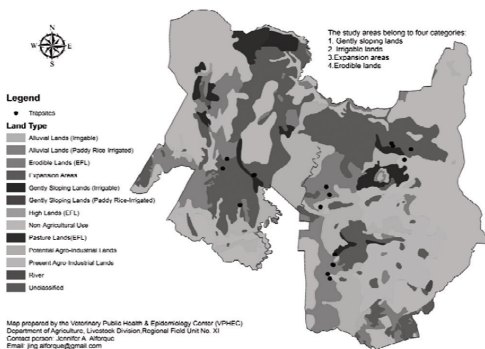 The study areas belong to four categories:
1. Gently sloping lands
2. Irrigable lands
3.Expansion areas
4.Erodible lands
N
W E
S
Legend
Trapsites
Land Type
Alluvial Lands (Irrigable)
Alluvial Lands (Paddy Rice Irrigated)
Erodible Lands (EFL)
Expansion Areas
Gently Sloping Lands (Irrigable)
Gently Sloping Lands (Paddy Rice-Irrigated)
High Lands (EFL)
Non Agricultural Use
Pasture Lands(EFL)
Potential Agro-Industrial Lands
Present Agro-Industrial Lands
River
Unclassified
Map prepared by the Veterinary Public Health & Epidemiology Center (VPHEC)
Department of Agriculture, Livestock Division,Regional Field Unit No. XI
Contact person: Jennifer A. Alforque
Email: jing.alforque@gmail.com